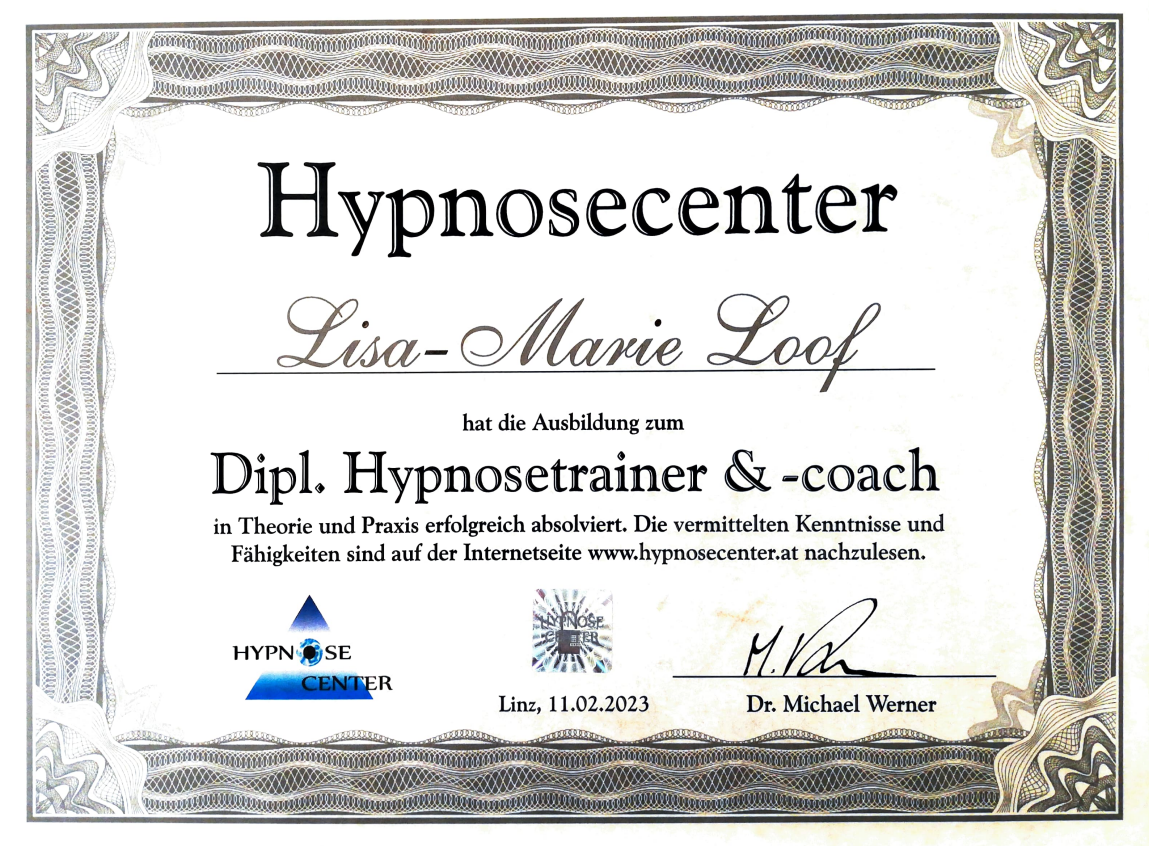 Hypnosecenter
Lisa-Marie Loof
hat die Ausbildung zum
Dipl. Hypnosetrainer & -coach
in Theorie und Praxis erfolgreich absolviert. Die vermittelten Kenntnisse und
Fähigkeiten sind auf der Internetseite www.hypnosecenter.at nachzulesen.
HYPNOSE
CENTER
HYPNOSE
CENTER
Linz, 11.02.2023
Dr. Michael Werner